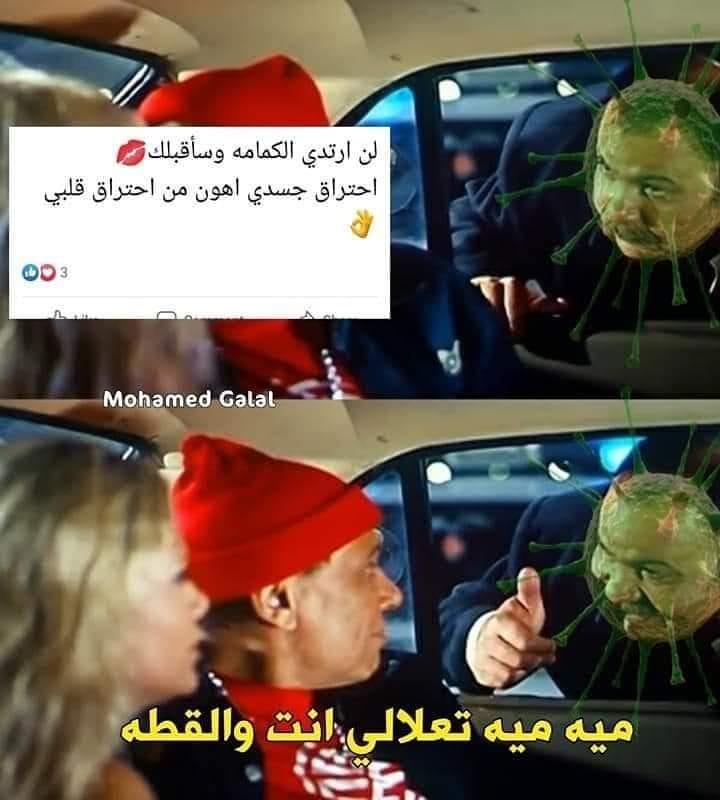 لن ارتدي الكمامه وسأقبلك💋
احتراق جسدي اهون من احتراق قلبي
👌
3
Mohamed Galal
ميه ميه تعلالي انت والقطه